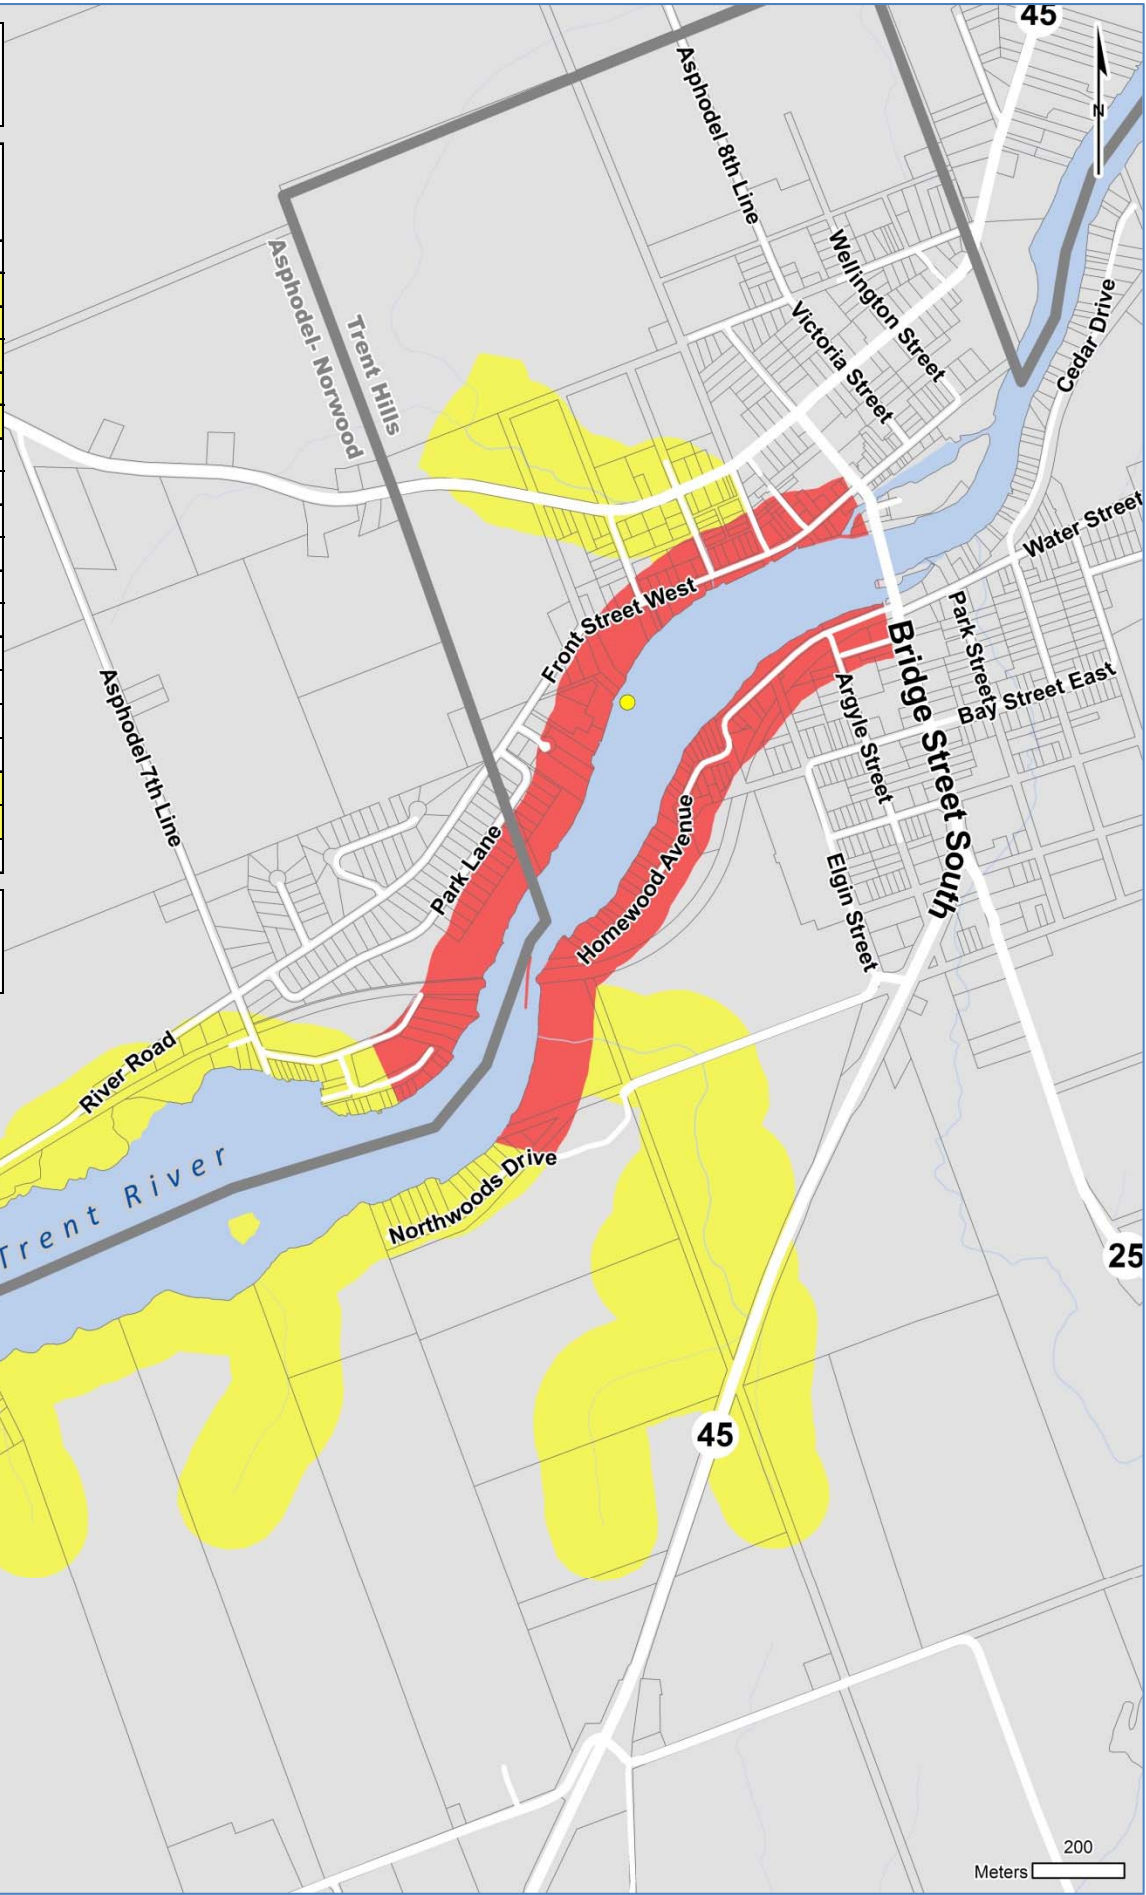 45
N
Asphodel 8th Line
Wellington Street
Victoria Street
Cedar Drive
Asphodel- Norwood
Trent Hills
Water Street
Front Street West
Park Street
Bay Street East
Bridge Street South
Argyle Street
Asphodel 7th Line
Park Lane
Homewood Avenue
Elgin Street
River Road
Northwoods Drive
Trent River
25
45
200
Meters